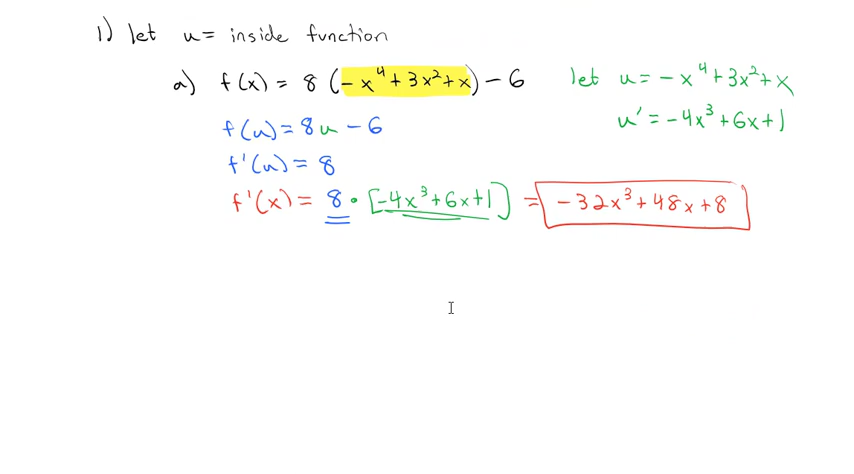 1) let u = inside function
a) f(x) = 8 (-x⁴ + 3x² + x) - 6
let u = -x⁴ + 3x² + x
f(u) = 8u - 6
u' = -4x³ + 6x + 1
f'(u) = 8
f'(x) = 8 • [-4x³ + 6x + 1] = -32x³ + 48x + 8